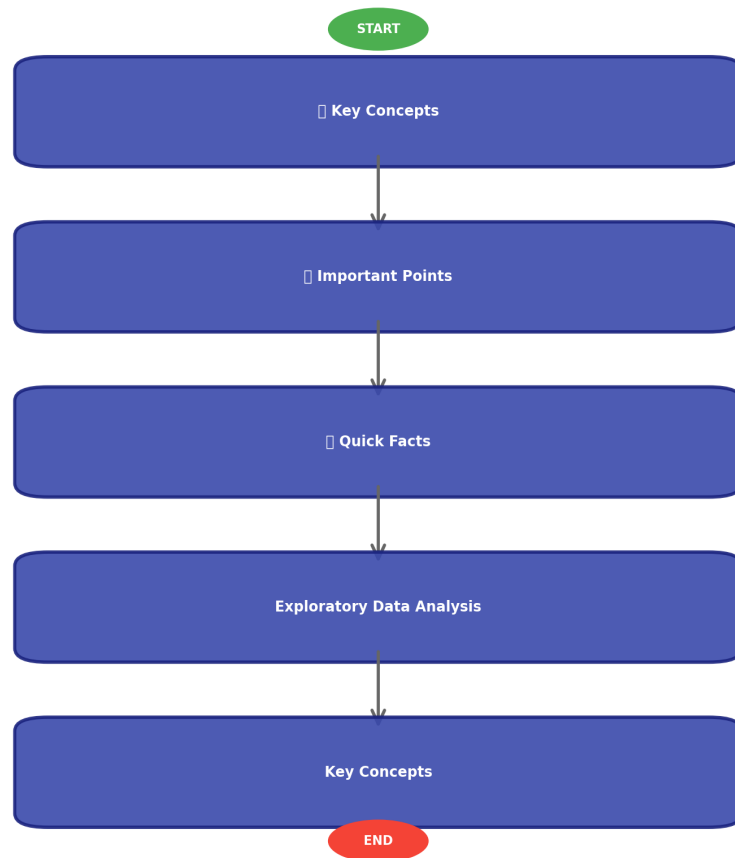 START
Key Concepts
Important Points
Quick Facts
Exploratory Data Analysis
Key Concepts
END